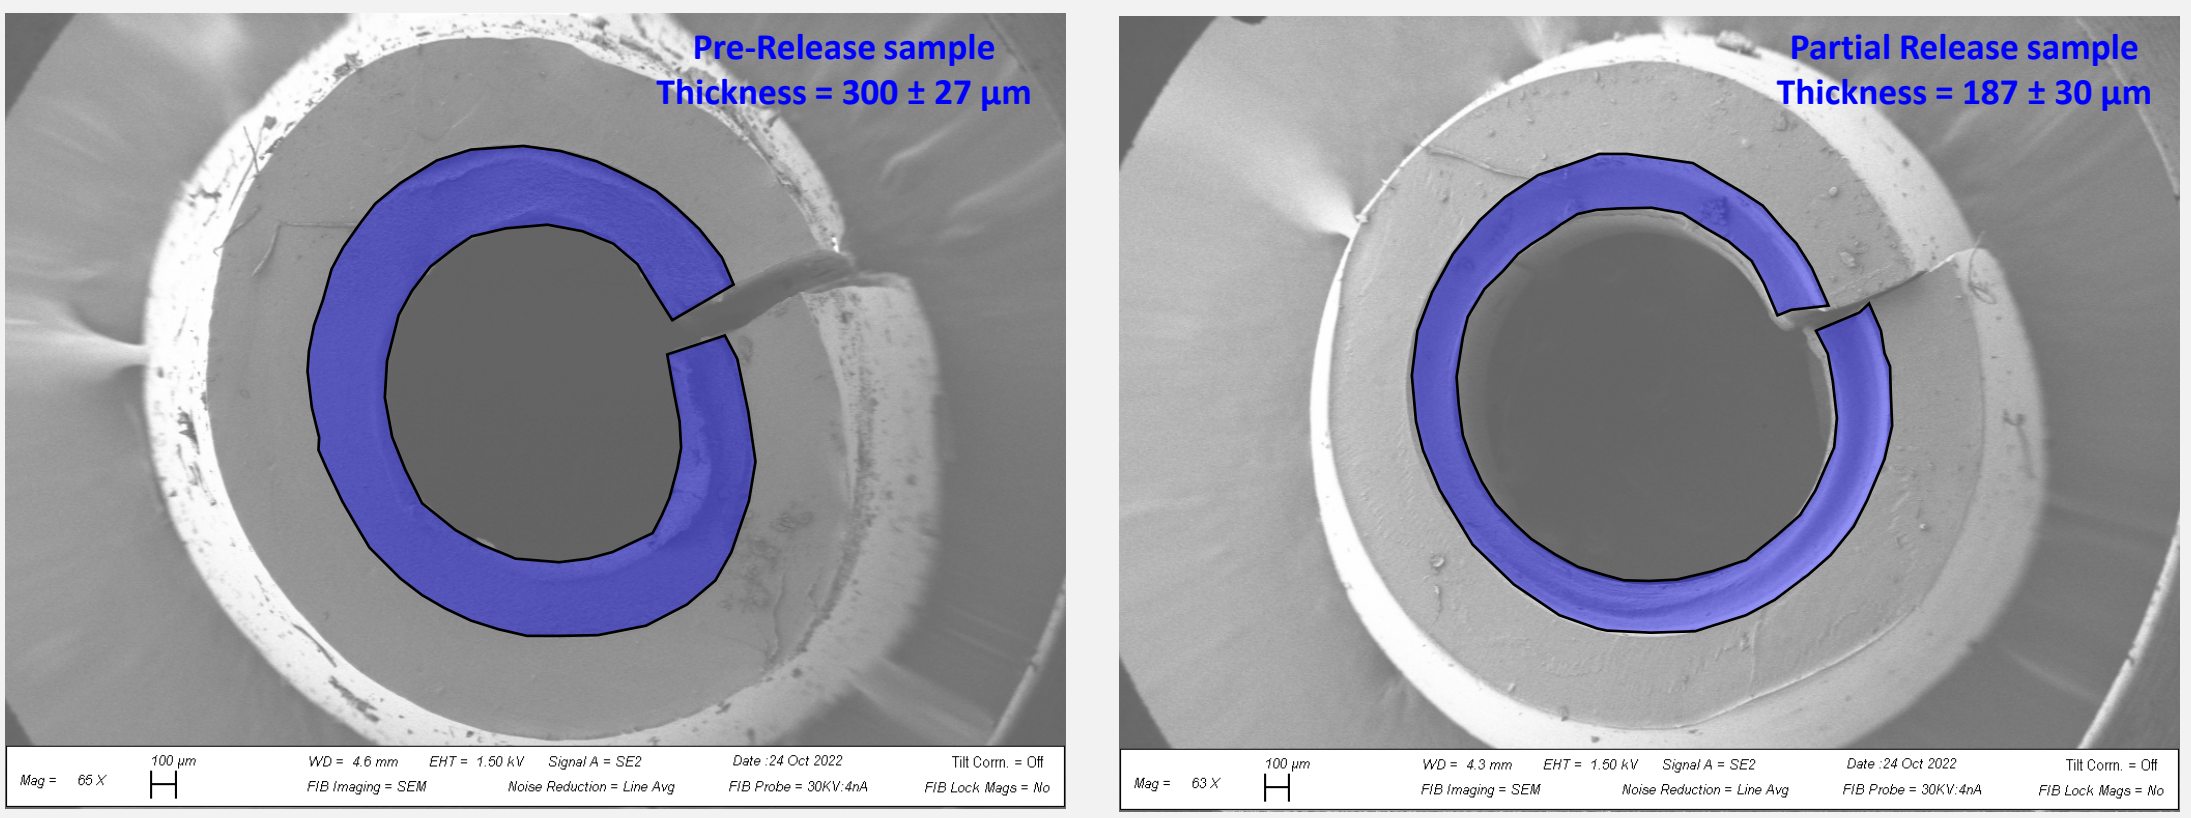 Pre-Release sample
Thickness = 300 ± 27 µm
100 µm
Mag = 65 X
WD = 4.6 mm EHT = 1.50 kV Signal A = SE2 Date :24 Oct 2022 Tilt Corrn. = Off
FIB Imaging = SEM Noise Reduction = Line Avg FIB Probe = 30KV:4nA FIB Lock Mags = No
Partial Release sample
Thickness = 187 ± 30 µm
100 µm
Mag = 63 X
WD = 4.3 mm EHT = 1.50 kV Signal A = SE2 Date :24 Oct 2022 Tilt Corrn. = Off
FIB Imaging = SEM Noise Reduction = Line Avg FIB Probe = 30KV:4nA FIB Lock Mags = No